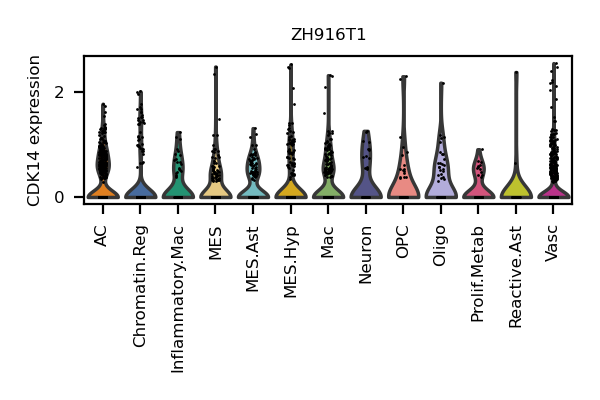 ZH916T1
CDK14 expression
2
0
AC
Chromatin.Reg
Inflammatory.Mac
MES
MES.Ast
MES.Hyp
Mac
Neuron
OPC
Oligo
Prolif.Metab
Reactive.Ast
Vasc